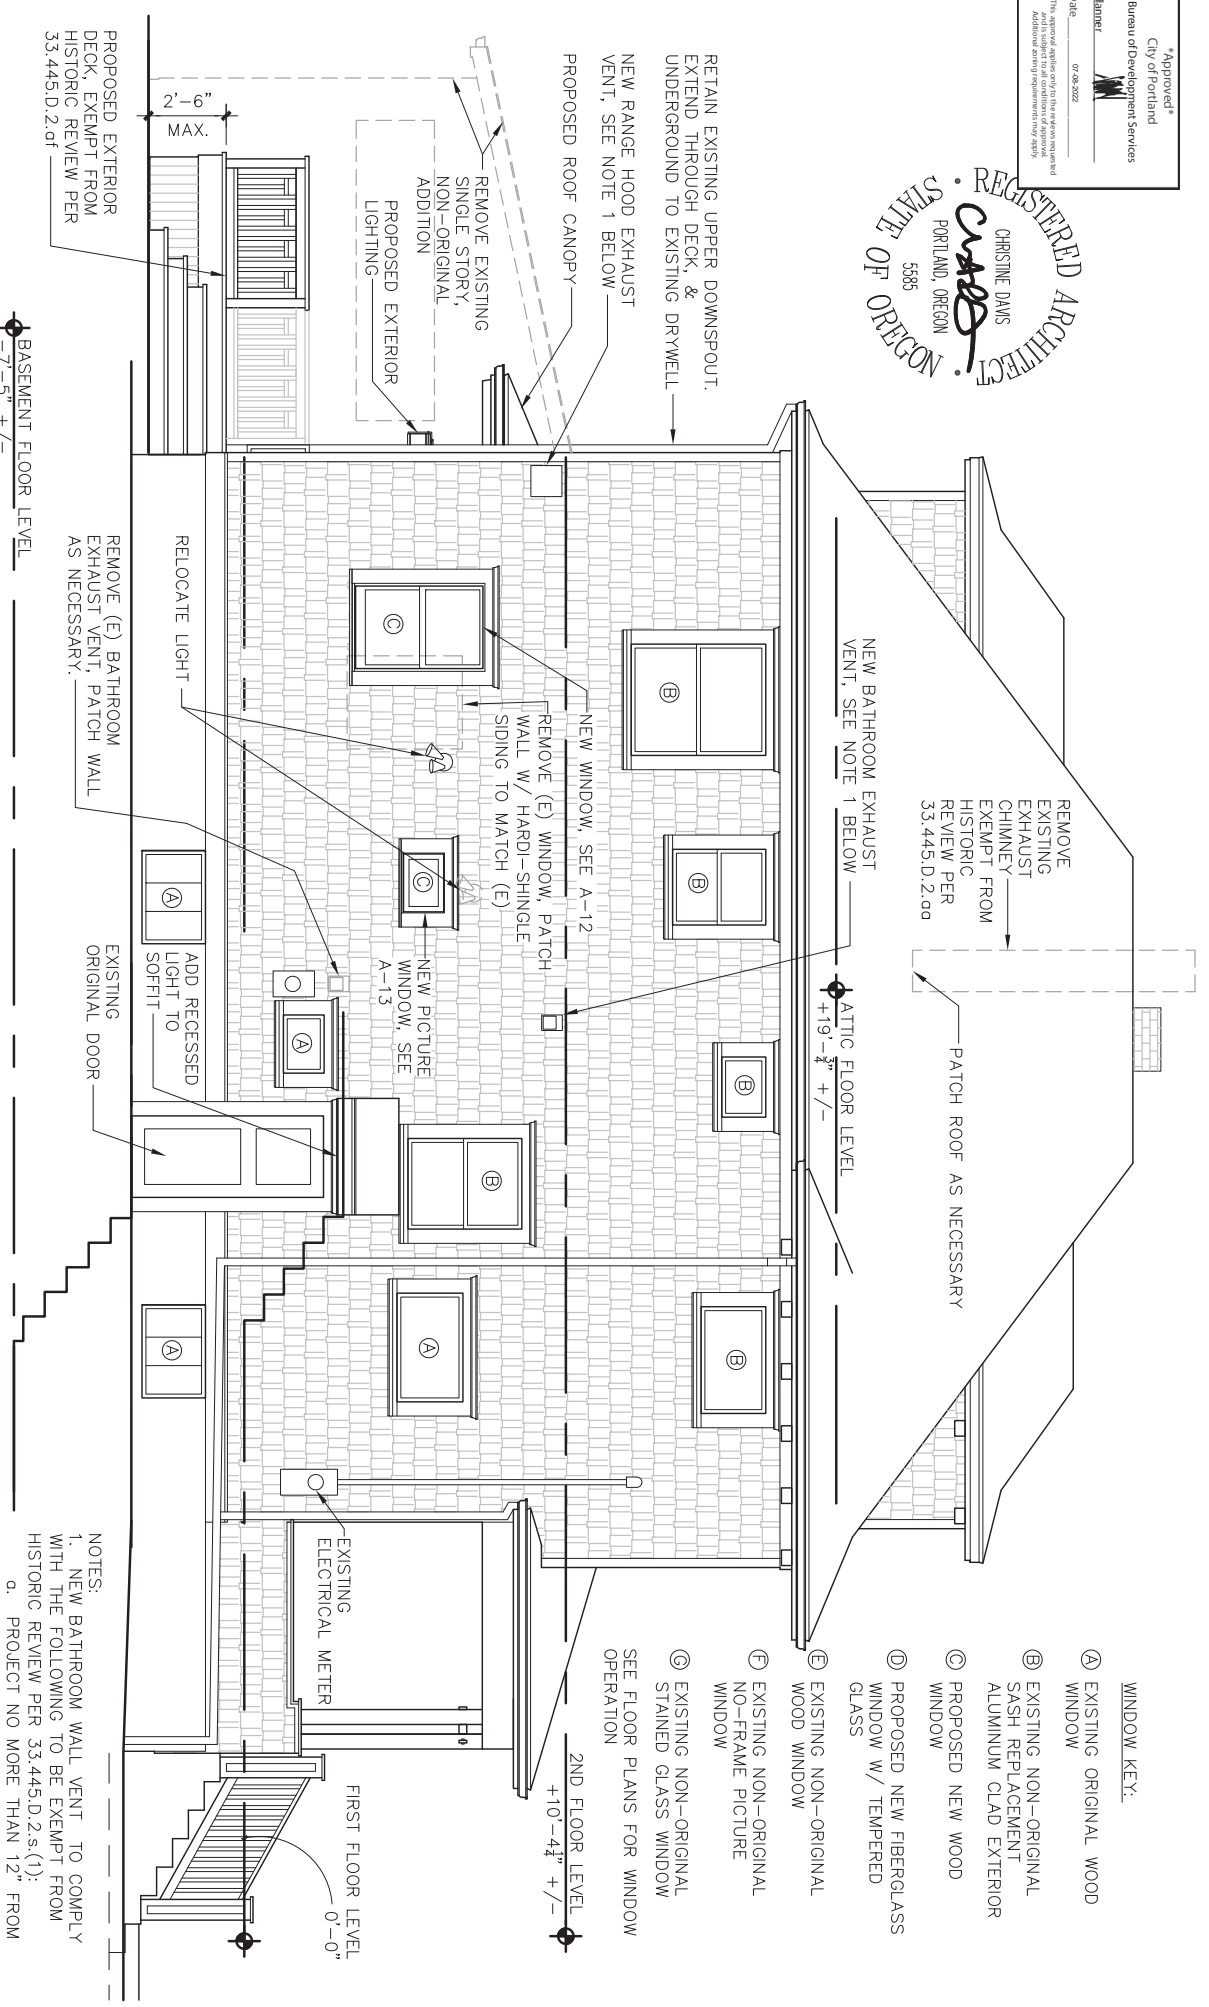 *Approved*
City of Portland
Bureau of Development Services
lanner
ate
07-08-2022
This approval applies only to the reviews requested
and is subject to all conditions of approval.
Additional zoning requirements may apply.
REGISTERED ARCHITECT
CHRISTINE DAVIS
PORTLAND, OREGON
5585
STATE OF OREGON
RETAIN EXISTING UPPER DOWNSPOUT.
EXTEND THROUGH DECK, &
UNDERGROUND TO EXISTING DRYWELL
NEW RANGE HOOD EXHAUST
VENT, SEE NOTE 1 BELOW
PROPOSED ROOF CANOPY
REMOVE EXISTING
SINGLE STORY,
NON-ORIGINAL
ADDITION
PROPOSED EXTERIOR
LIGHTING
2'-6"
MAX.
PROPOSED EXTERIOR
DECK, EXEMPT FROM
HISTORIC REVIEW PER
33.445.D.2.af
BASEMENT FLOOR LEVEL
-7'-5" +/-
REMOVE
EXISTING
EXHAUST
CHIMNEY
EXEMPT FROM
HISTORIC
REVIEW PER
33.445.D.2.aa
PATCH ROOF AS NECESSARY
NEW BATHROOM EXHAUST
VENT, SEE NOTE 1 BELOW
ATTIC FLOOR LEVEL
+19'-¾" +/-
B
B
B
B
NEW WINDOW, SEE A-12
REMOVE (E) WINDOW, PATCH
WALL W/ HARDI-SHINGLE
SIDING TO MATCH (E)
C
C
B
A
NEW PICTURE
WINDOW, SEE
A-13
A
RELOCATE LIGHT
REMOVE (E) BATHROOM
EXHAUST VENT, PATCH WALL
AS NECESSARY.
A
A
ADD RECESSED
LIGHT TO
SOFFIT
EXISTING
ORIGINAL DOOR
EXISTING
ELECTRICAL METER
WINDOW KEY:
A EXISTING ORIGINAL WOOD
WINDOW
B EXISTING NON-ORIGINAL
SASH REPLACEMENT
ALUMINUM CLAD EXTERIOR
C PROPOSED NEW WOOD
WINDOW
D PROPOSED NEW FIBERGLASS
WINDOW W/ TEMPERED
GLASS
E EXISTING NON-ORIGINAL
WOOD WINDOW
F EXISTING NON-ORIGINAL
NO-FRAME PICTURE
WINDOW
G EXISTING NON-ORIGINAL
STAINED GLASS WINDOW
SEE FLOOR PLANS FOR WINDOW
OPERATION
2ND FLOOR LEVEL
+10'-4¼" +/-
FIRST FLOOR LEVEL
0'-0"
NOTES:
1. NEW BATHROOM WALL VENT TO COMPLY
WITH THE FOLLOWING TO BE EXEMPT FROM
HISTORIC REVIEW PER 33.445.D.2.s.(1):
a. PROJECT NO MORE THAN 12" FROM